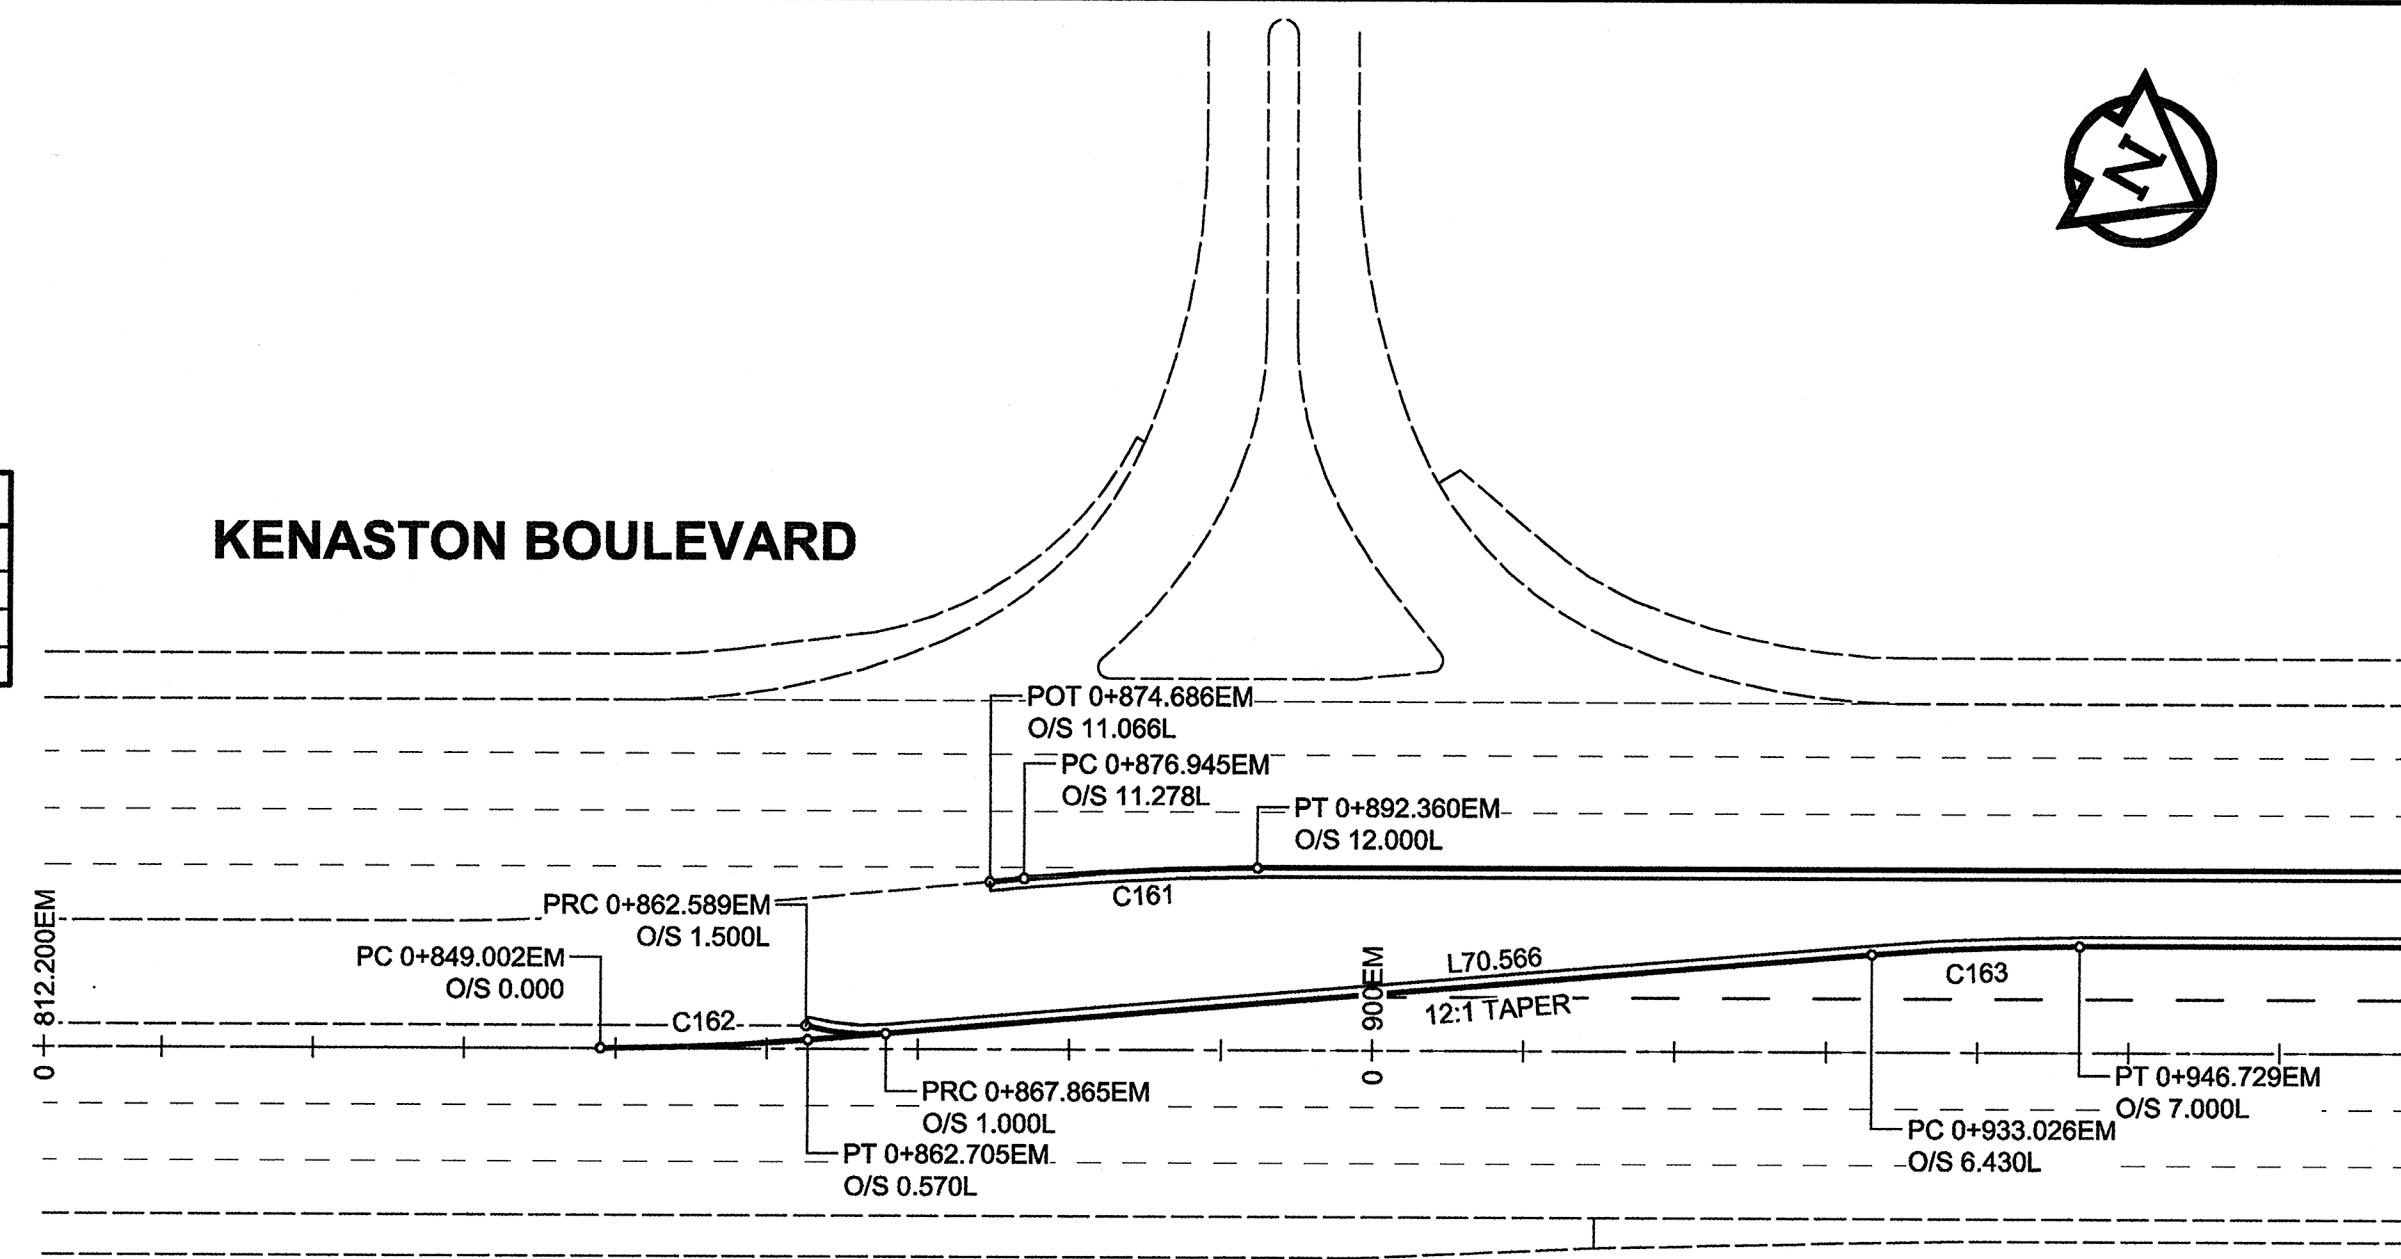 N
KENASTON BOULEVARD
POT 0+874.686EM
O/S 11.066L
PC 0+876.945EM
O/S 11.278L
PT 0+892.360EM
O/S 12.000L
C161
PRC 0+862.589EM
O/S 1.500L
PC 0+849.002EM
O/S 0.000
0 812.200EM
C162
0 900EM
L70.566
12:1 TAPER
C163
PRC 0+867.865EM
O/S 1.000L
PT 0+862.705EM
O/S 0.570L
PT 0+946.729EM
O/S 7.000L
PC 0+933.026EM
O/S 6.430L